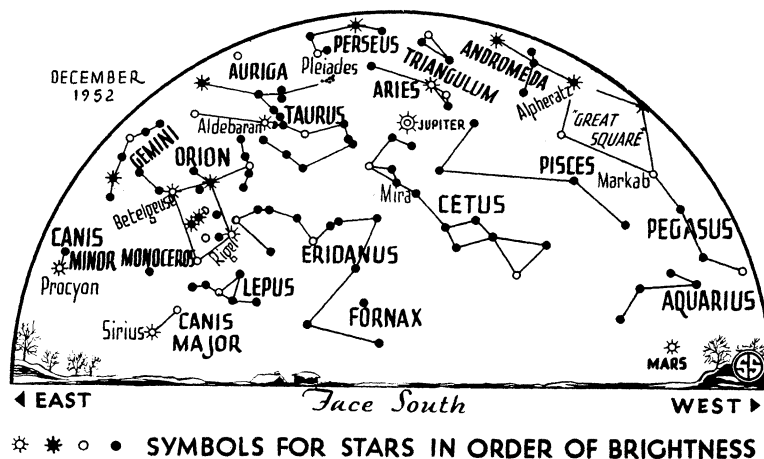 DECEMBER
1952
PERSEUS
Pleiades
TRIANGULUM
ANDROMEDA
AURIGA
ARIES
Alpheratz
TAURUS
Aldebaran
JUPITER
"GREAT
SQUARE"
GEMINI
ORION
PISCES
Markab
Mira
Betelgeuse
CETUS
PEGASUS
Rigel
CANIS
MINOR
MONOCEROS
ERIDANUS
Procyon
LEPUS
AQUARIUS
FORNAX
Sirius
CANIS
MAJOR
MARS
EAST
Face South
WEST
SYMBOLS FOR STARS IN ORDER OF BRIGHTNESS